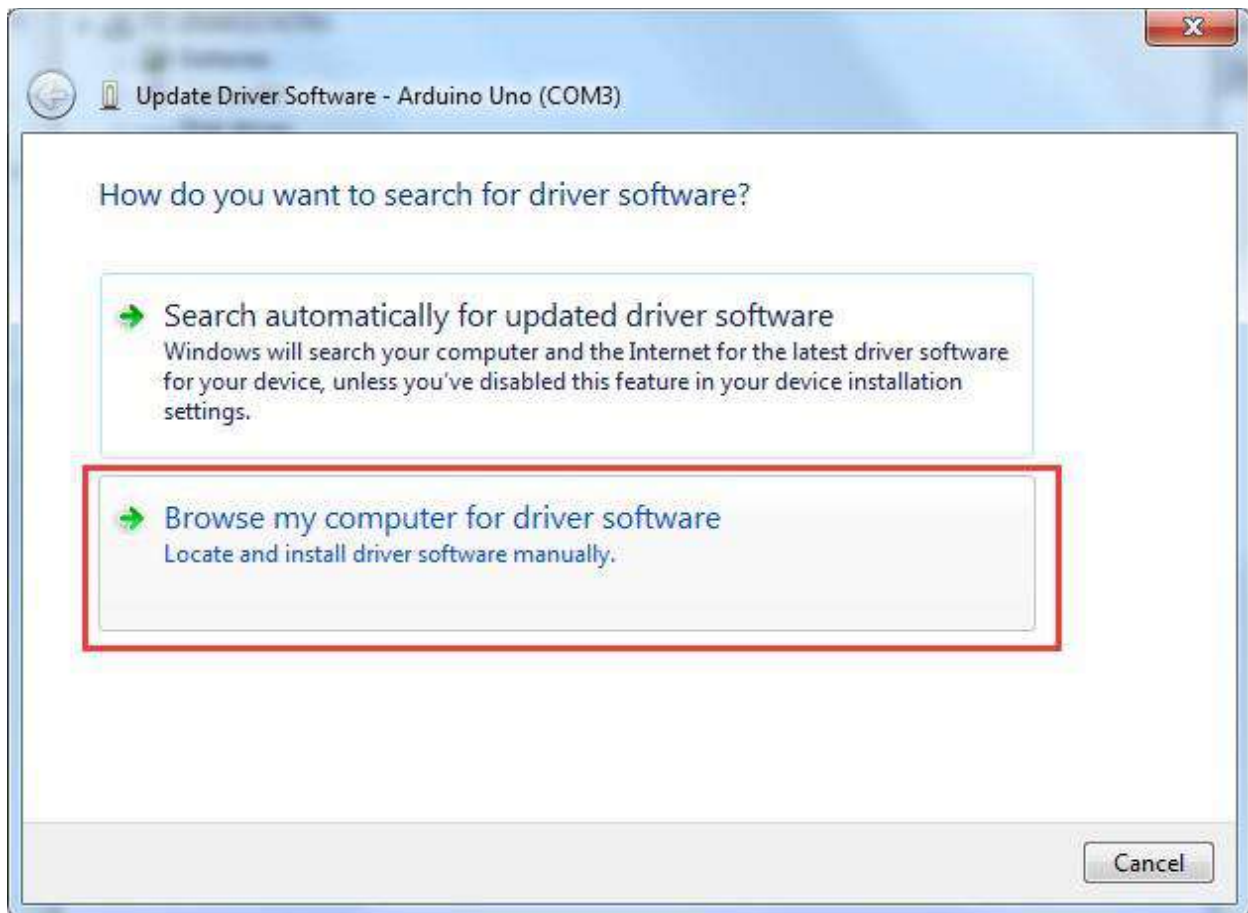 Update Driver Software - Arduino Uno (COM3)
How do you want to search for driver software?
Search automatically for updated driver software
Windows will search your computer and the Internet for the latest driver software
for your device, unless you've disabled this feature in your device installation
settings.
Browse my computer for driver software
Locate and install driver software manually.
Cancel